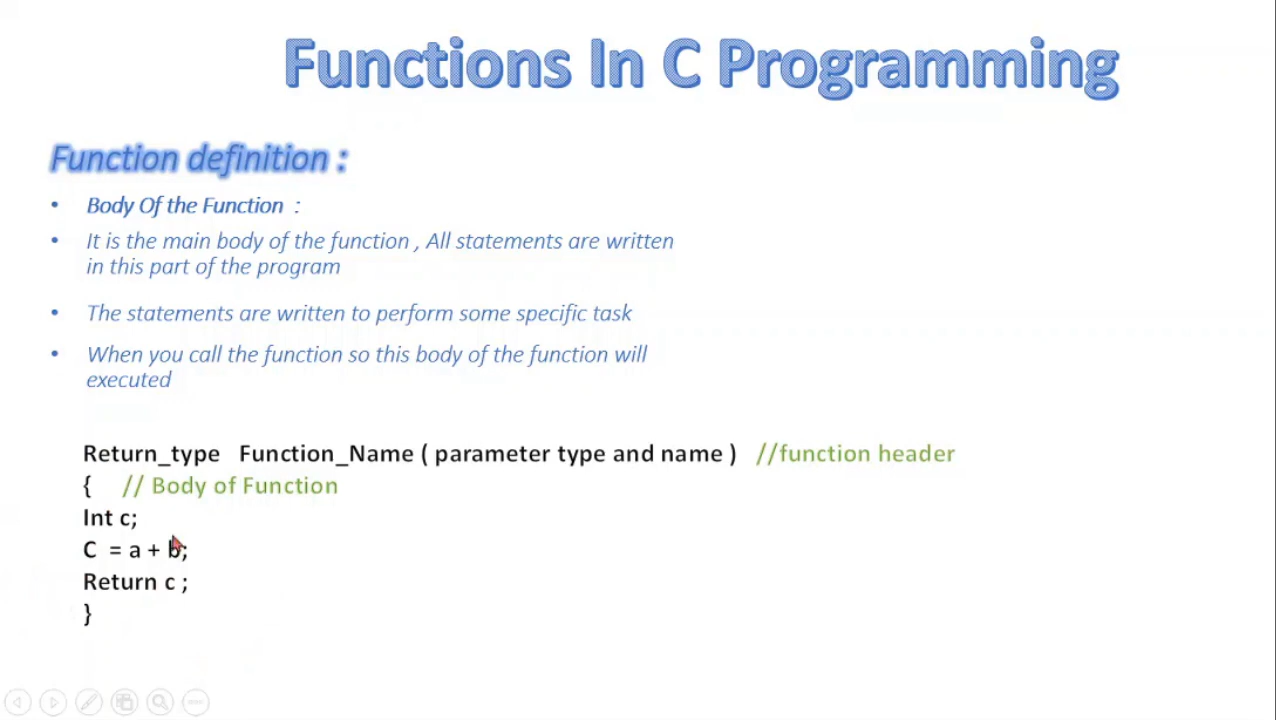 Functions In C Programming
Function definition :
• Body Of the Function :
• It is the main body of the function , All statements are written
in this part of the program
• The statements are written to perform some specific task
• When you call the function so this body of the function will
executed
Return_type Function_Name ( parameter type and name ) //function header
{ // Body of Function
Int c;
C = a + b;
Return c ;
}